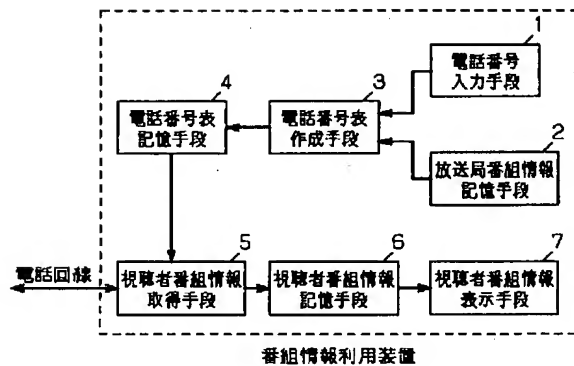 1
電話番号
入力手段
4
電話番号表
記憶手段
3
電話番号表
作成手段
2
放送局番組情報
記憶手段
電話回線
5
視聴者番組情報
取得手段
6
視聴者番組情報
記憶手段
7
視聴者番組情報
表示手段
番組情報利用装置